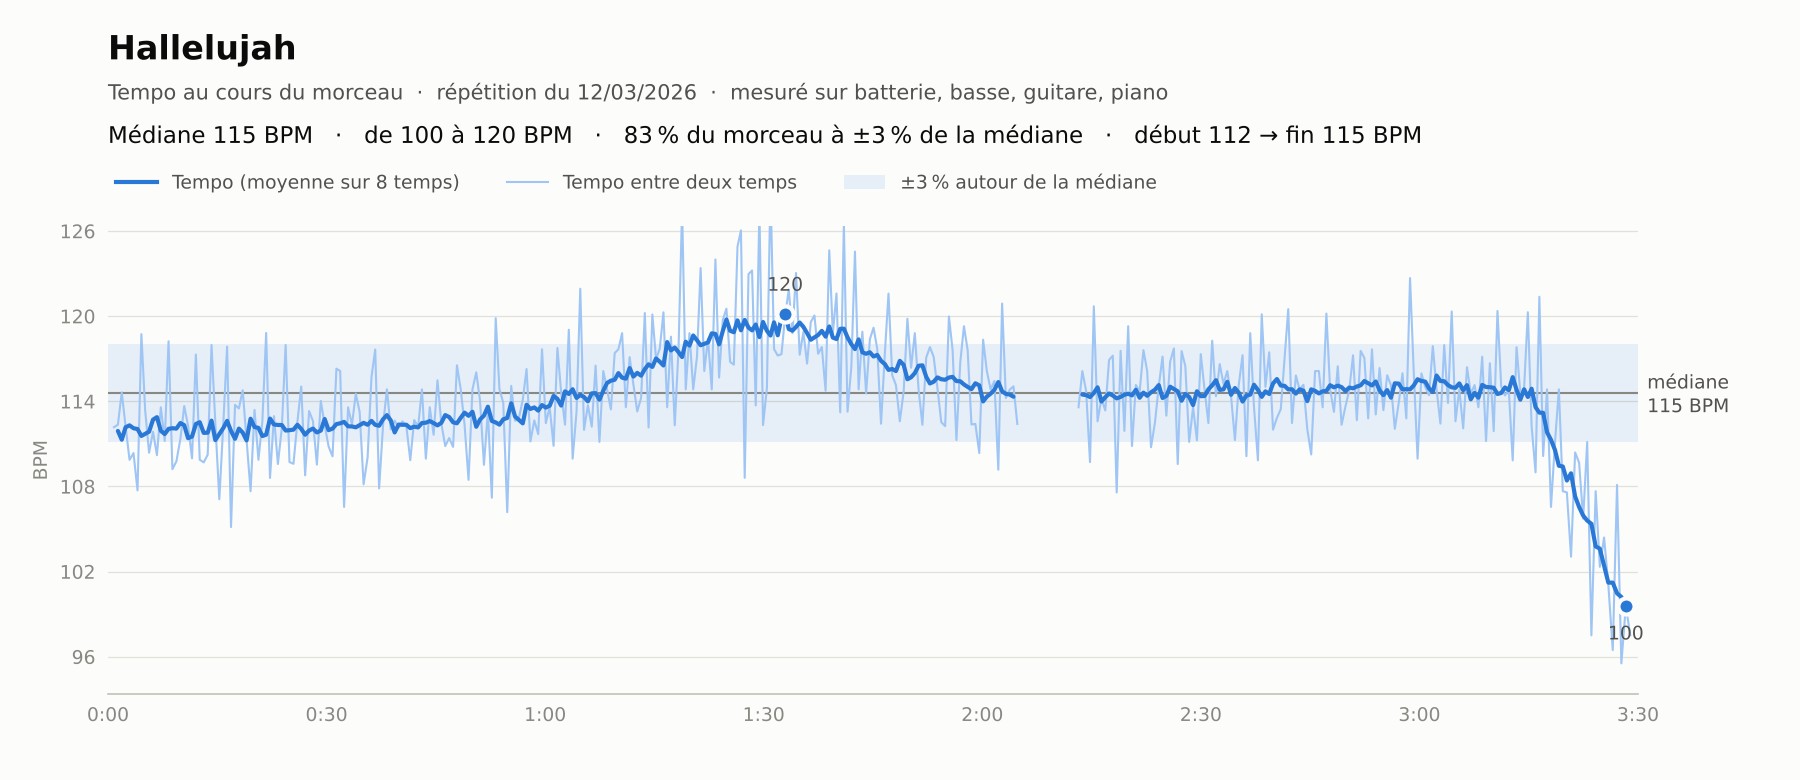 Hallelujah
Tempo au cours du morceau · répétition du 12/03/2026 · mesuré sur batterie, basse, guitare, piano
Médiane 115 BPM · de 100 à 120 BPM · 83 % du morceau à ±3 % de la médiane · début 112 → fin 115 BPM
Tempo (moyenne sur 8 temps) Tempo entre deux temps ±3 % autour de la médiane
126
120
120
médiane
115 BPM
114
BPM
108
102
100
96
0:00 0:30 1:00 1:30 2:00 2:30 3:00 3:30